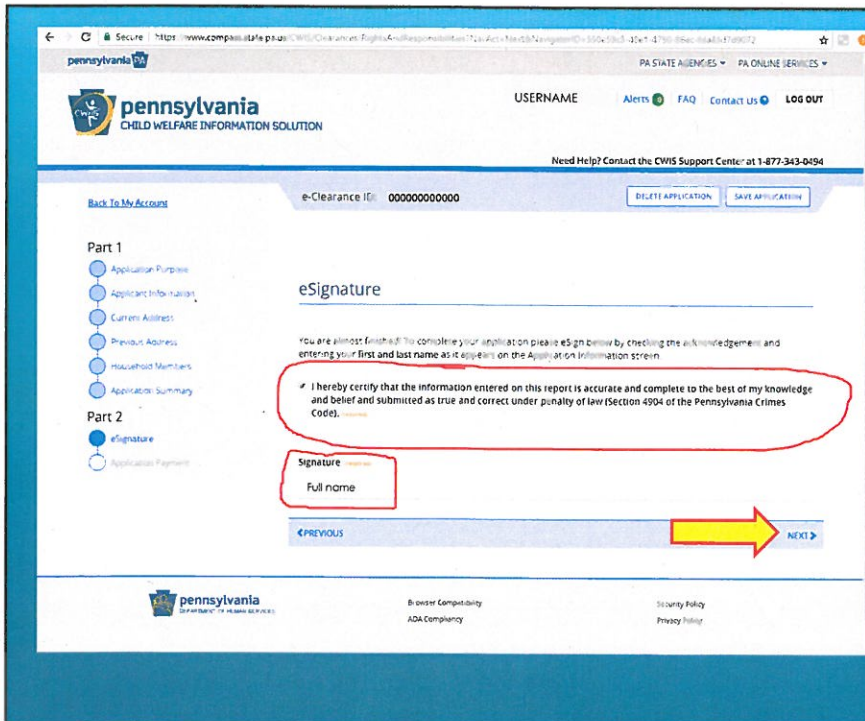 Secure
https://www.compass.state.pa.us/CWIS/Clearances/RightsAndResponsibilities
pennsylvania PA
PA STATE AGENCIES PA ONLINE SERVICES
pennsylvania
CHILD WELFARE INFORMATION SOLUTION
USERNAME Alerts 0 FAQ Contact Us LOG OUT
Need Help? Contact the CWIS Support Center at 1-877-343-0494
Back To My Account
e-Clearance ID: 000000000000
DELETE APPLICATION SAVE APPLICATION
Part 1
Application Purpose
Applicant Information
Current Address
Previous Address
Household Members
Application Summary
Part 2
eSignature
Application Payment
eSignature
You are almost finished! To complete your application please eSign below by checking the acknowledgement and
entering your first and last name as it appears on the Application Information screen
I hereby certify that the information entered on this report is accurate and complete to the best of my knowledge
and belief and submitted as true and correct under penalty of law (Section 4904 of the Pennsylvania Crimes
Code).
Signature
Full name
PREVIOUS
NEXT
pennsylvania
DEPARTMENT OF HUMAN SERVICES
Browser Compatibility
ADA Compliancy
Security Policy
Privacy Policy